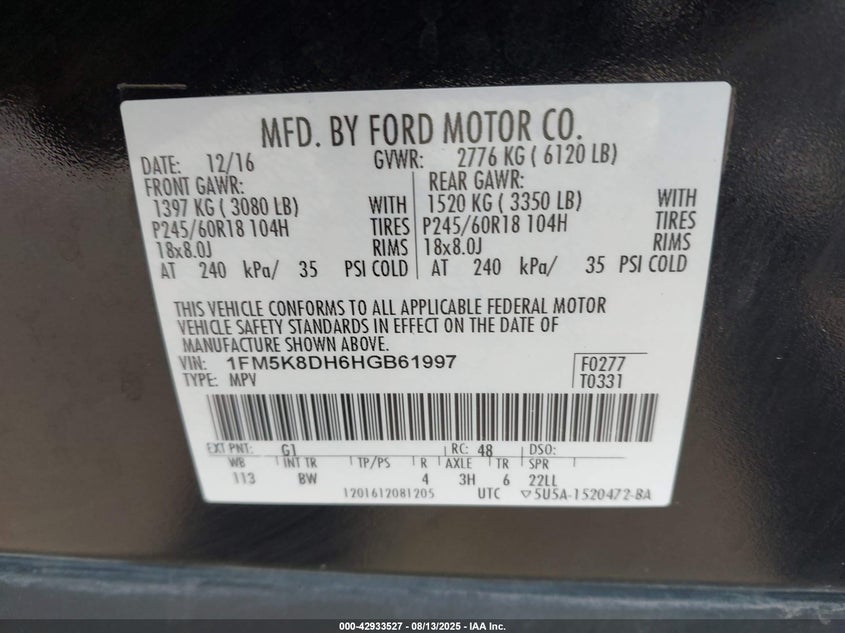 MFD. BY FORD MOTOR CO.
DATE: 12/16 GVWR: 2776 KG ( 6120 LB)
FRONT GAWR: REAR GAWR:
1397 KG ( 3080 LB) WITH 1520 KG ( 3350 LB) WITH
P245/60R18 104H TIRES P245/60R18 104H TIRES
18x8.0J RIMS 18x8.0J RIMS
AT 240 kPa/ 35 PSI COLD AT 240 kPa/ 35 PSI COLD
THIS VEHICLE CONFORMS TO ALL APPLICABLE FEDERAL MOTOR
VEHICLE SAFETY STANDARDS IN EFFECT ON THE DATE OF
MANUFACTURE SHOWN ABOVE.
VIN: 1FM5K8DH6HGB61997 F0277
TYPE: MPV T0331
EXT PNT: G1 RC: 48 DSO:
WB INT TR TP/PS R AXLE TR SPR
113 BW 4 3H 6 22LL
1201612081205 UTC ▽5U5A-1520472-BA
000-42933527 - 08/13/2025 - IAA Inc.